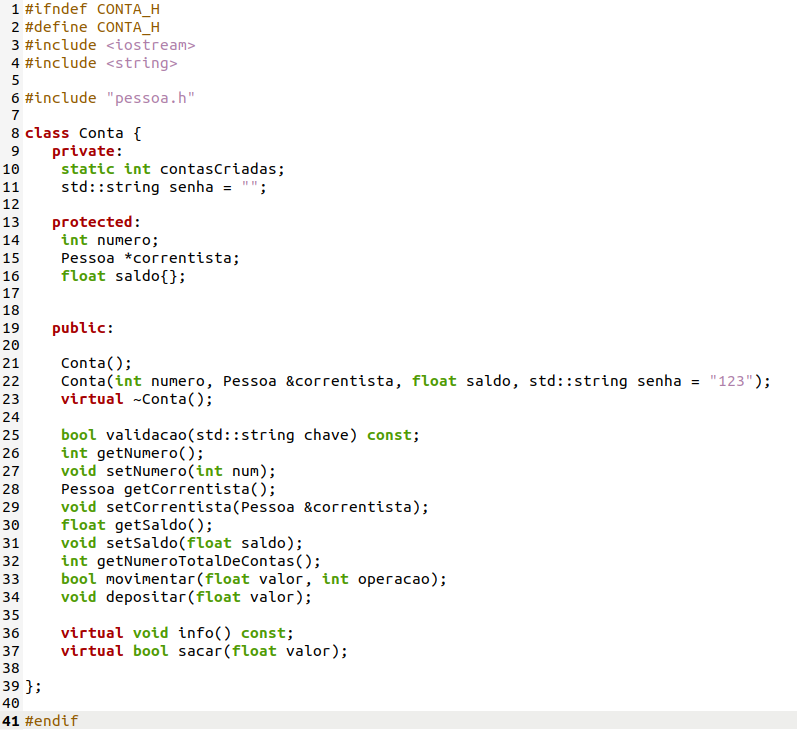 1 #ifndef CONTA_H
2 #define CONTA_H
3 #include <iostream>
4 #include <string>
5
6 #include "pessoa.h"
7
8 class Conta {
9    private:
10    static int contasCriadas;
11    std::string senha = "";
12
13   protected:
14    int numero;
15    Pessoa *correntista;
16    float saldo{};
17
18
19   public:
20
21    Conta();
22    Conta(int numero, Pessoa &correntista, float saldo, std::string senha = "123");
23    virtual ~Conta();
24
25    bool validacao(std::string chave) const;
26    int getNumero();
27    void setNumero(int num);
28    Pessoa getCorrentista();
29    void setCorrentista(Pessoa &correntista);
30    float getSaldo();
31    void setSaldo(float saldo);
32    int getNumeroTotalDeContas();
33    bool movimentar(float valor, int operacao);
34    void depositar(float valor);
35
36    virtual void info() const;
37    virtual bool sacar(float valor);
38
39 };
40
41 #endif